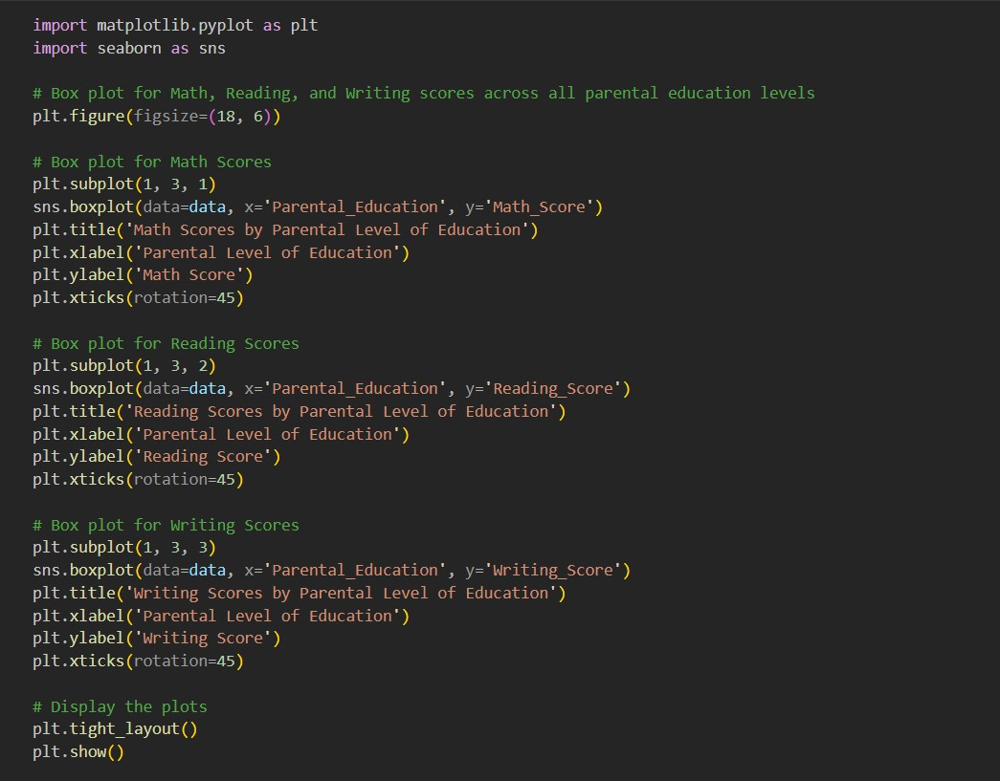 import matplotlib.pyplot as plt
import seaborn as sns
# Box plot for Math, Reading, and Writing scores across all parental education levels
plt.figure(figsize=(18, 6))
# Box plot for Math Scores
plt.subplot(1, 3, 1)
sns.boxplot(data=data, x='Parental_Education', y='Math_Score')
plt.title('Math Scores by Parental Level of Education')
plt.xlabel('Parental Level of Education')
plt.ylabel('Math Score')
plt.xticks(rotation=45)
# Box plot for Reading Scores
plt.subplot(1, 3, 2)
sns.boxplot(data=data, x='Parental_Education', y='Reading_Score')
plt.title('Reading Scores by Parental Level of Education')
plt.xlabel('Parental Level of Education')
plt.ylabel('Reading Score')
plt.xticks(rotation=45)
# Box plot for Writing Scores
plt.subplot(1, 3, 3)
sns.boxplot(data=data, x='Parental_Education', y='Writing_Score')
plt.title('Writing Scores by Parental Level of Education')
plt.xlabel('Parental Level of Education')
plt.ylabel('Writing Score')
plt.xticks(rotation=45)
# Display the plots
plt.tight_layout()
plt.show()